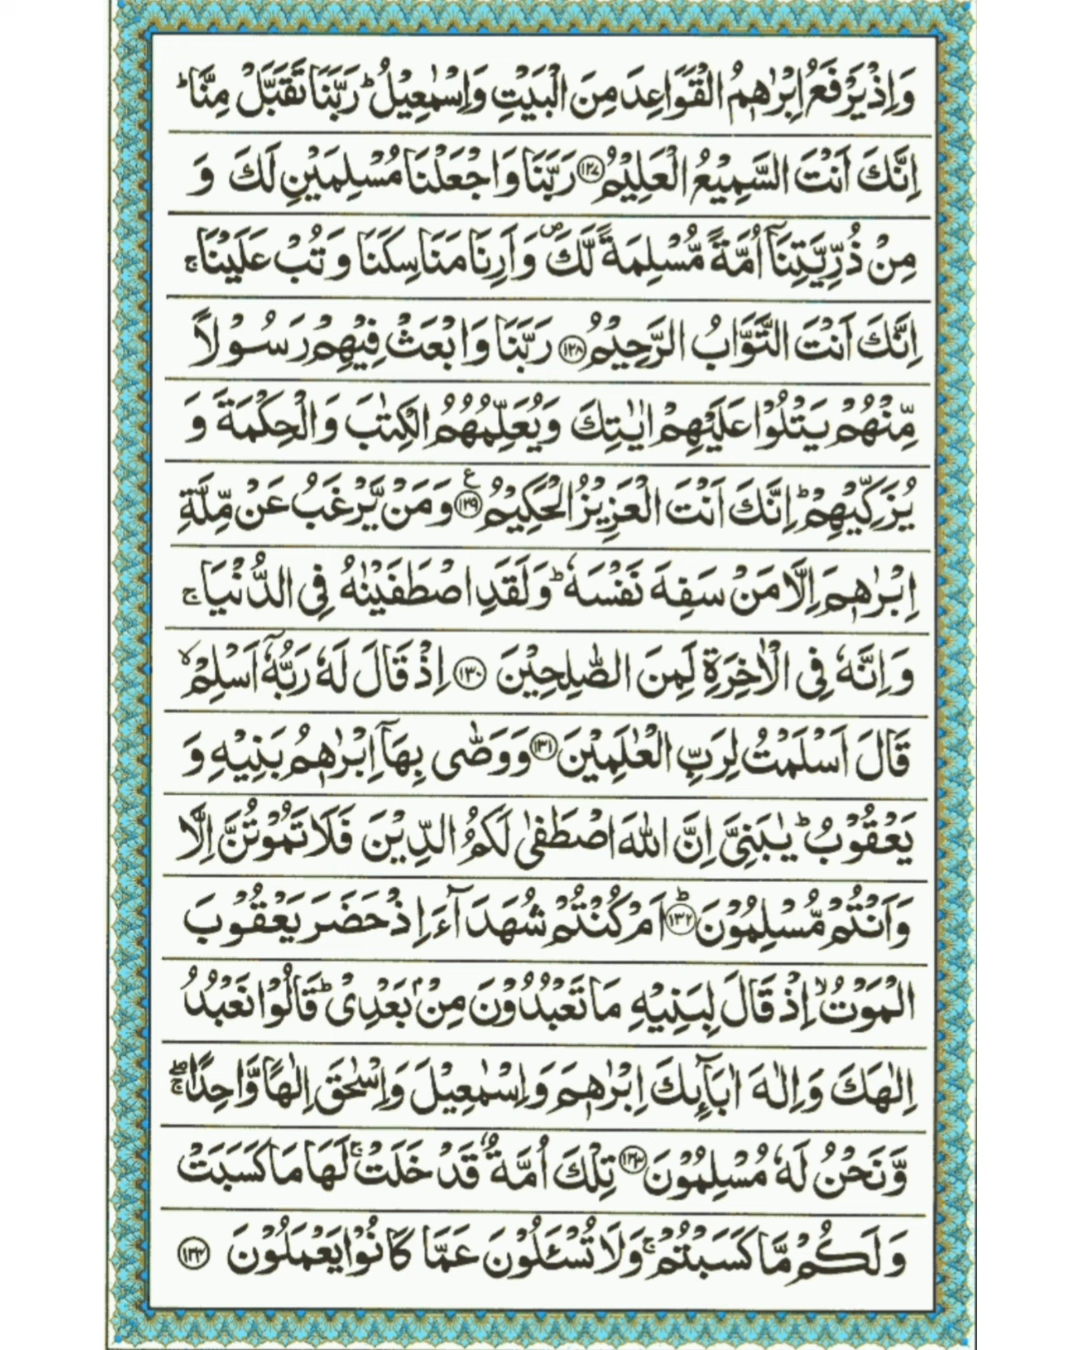 وَاِذْ يَرْفَعُ اِبْرٰهٖمُ الْقَوَاعِدَ مِنَ الْبَيْتِ وَاِسْمٰعِيْلُ ؕ رَبَّنَا تَقَبَّلْ مِنَّا ؕ
اِنَّكَ اَنْتَ السَّمِيْعُ الْعَلِيْمُ ﴿۱۲۷﴾ رَبَّنَا وَاجْعَلْنَا مُسْلِمَيْنِ لَكَ وَ
مِنْ ذُرِّيَّتِنَاۤ اُمَّةً مُّسْلِمَةً لَّكَ ۪ وَاَرِنَا مَنَاسِكَنَا وَتُبْ عَلَيْنَا ۚ
اِنَّكَ اَنْتَ التَّوَّابُ الرَّحِيْمُ ﴿۱۲۸﴾ رَبَّنَا وَابْعَثْ فِيْهِمْ رَسُوْلًا
مِّنْهُمْ يَتْلُوْا عَلَيْهِمْ اٰيٰتِكَ وَيُعَلِّمُهُمُ الْكِتٰبَ وَالْحِكْمَةَ وَ
يُزَكِّيْهِمْ ؕ اِنَّكَ اَنْتَ الْعَزِيْزُ الْحَكِيْمُ ﴿۱۲۹﴾ ع وَمَنْ يَّرْغَبُ عَنْ مِّلَّةِ
اِبْرٰهٖمَ اِلَّا مَنْ سَفِهَ نَفْسَهٗ ؕ وَلَقَدِ اصْطَفَيْنٰهُ فِي الدُّنْيَا ۚ
وَاِنَّهٗ فِي الْاٰخِرَةِ لَمِنَ الصّٰلِحِيْنَ ﴿۱۳۰﴾ اِذْ قَالَ لَهٗ رَبُّهٗۤ اَسْلِمْ ۙ
قَالَ اَسْلَمْتُ لِرَبِّ الْعٰلَمِيْنَ ﴿۱۳۱﴾ وَوَصّٰى بِهَاۤ اِبْرٰهٖمُ بَنِيْهِ وَ
يَعْقُوْبُ ؕ يٰبَنِيَّ اِنَّ اللّٰهَ اصْطَفٰى لَكُمُ الدِّيْنَ فَلَا تَمُوْتُنَّ اِلَّا
وَاَنْتُمْ مُّسْلِمُوْنَ ﴿۱۳۲﴾ ؕ اَمْ كُنْتُمْ شُهَدَآءَ اِذْ حَضَرَ يَعْقُوْبَ
الْمَوْتُ ۙ اِذْ قَالَ لِبَنِيْهِ مَا تَعْبُدُوْنَ مِنْۢ بَعْدِيْ ؕ قَالُوْا نَعْبُدُ
اِلٰهَكَ وَاِلٰهَ اٰبَآئِكَ اِبْرٰهٖمَ وَاِسْمٰعِيْلَ وَاِسْحٰقَ اِلٰهًا وَّاحِدًا ۖۚ
وَّنَحْنُ لَهٗ مُسْلِمُوْنَ ﴿۱۳۳﴾ تِلْكَ اُمَّةٌ قَدْ خَلَتْ ۚ لَهَا مَا كَسَبَتْ
وَلَكُمْ مَّا كَسَبْتُمْ ۚ وَلَا تُسْـَٔلُوْنَ عَمَّا كَانُوْا يَعْمَلُوْنَ ﴿۱۳۴﴾